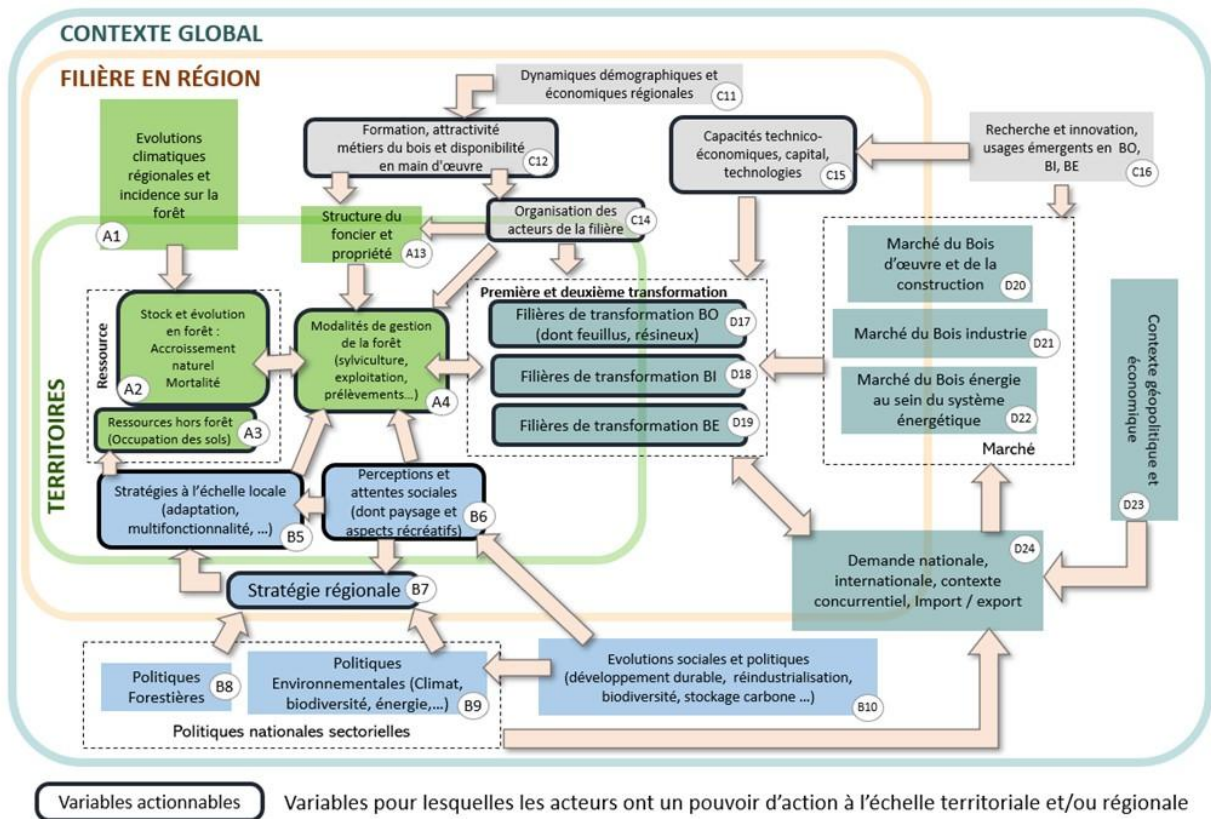 CONTEXTE GLOBAL
FILIÈRE EN RÉGION
Dynamiques démographiques et
économiques régionales
C11
Evolutions
climatiques
régionales et
incidence sur la
forêt
A1
Formation, attractivité
métiers du bois et disponibilité
en main d'œuvre
C12
Capacités technico-
économiques, capital,
technologies
C15
Recherche et innovation,
usages émergents en BO,
BI, BE
C16
Structure du
foncier et
propriété
A13
Organisation des
acteurs de la filière
C14
TERRITOIRES
Ressource
Stock et évolution
en forêt :
Accroissement
naturel
Mortalité
A2
Ressources hors forêt
(Occupation des sols)
A3
Modalités de gestion
de la forêt
(sylviculture,
exploitation,
prélèvements…)
A4
Première et deuxième transformation
Filières de transformation BO
(dont feuillus, résineux)
D17
Filières de transformation BI
D18
Filières de transformation BE
D19
Marché du Bois
d'œuvre et de la
construction
D20
Marché du Bois industrie
D21
Marché du Bois énergie
au sein du système
énergétique
D22
Marché
Contexte géopolitique et
économique
D23
Stratégies à l'échelle locale
(adaptation,
multifonctionnalité, …)
B5
Perceptions et
attentes sociales
(dont paysage et
aspects récréatifs)
B6
Stratégie régionale
B7
Demande nationale,
internationale, contexte
concurrentiel, Import / export
D24
Politiques
Forestières
B8
Politiques
Environnementales (Climat,
biodiversité, énergie,…)
B9
Politiques nationales sectorielles
Evolutions sociales et politiques
(développement durable, réindustrialisation,
biodiversité, stockage carbone …)
B10
Variables actionnables
Variables pour lesquelles les acteurs ont un pouvoir d'action à l'échelle territoriale et/ou régionale